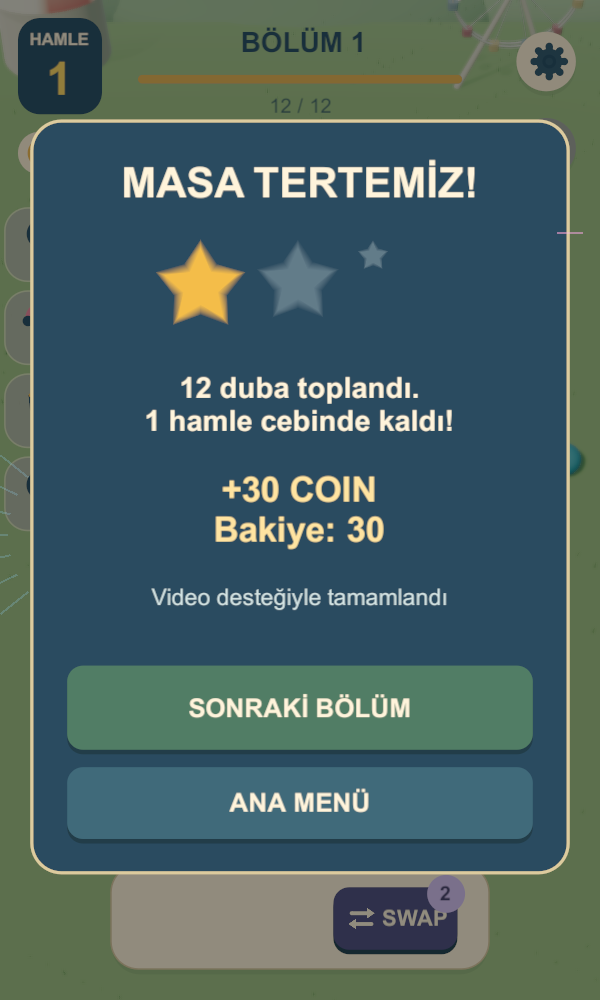 HAMLE
1
BÖLÜM 1
12 / 12
MASA TERTEMİZ!
12 duba toplandı.
1 hamle cebinde kaldı!
+30 COIN
Bakiye: 30
Video desteğiyle tamamlandı
SONRAKİ BÖLÜM
ANA MENÜ
2
SWAP